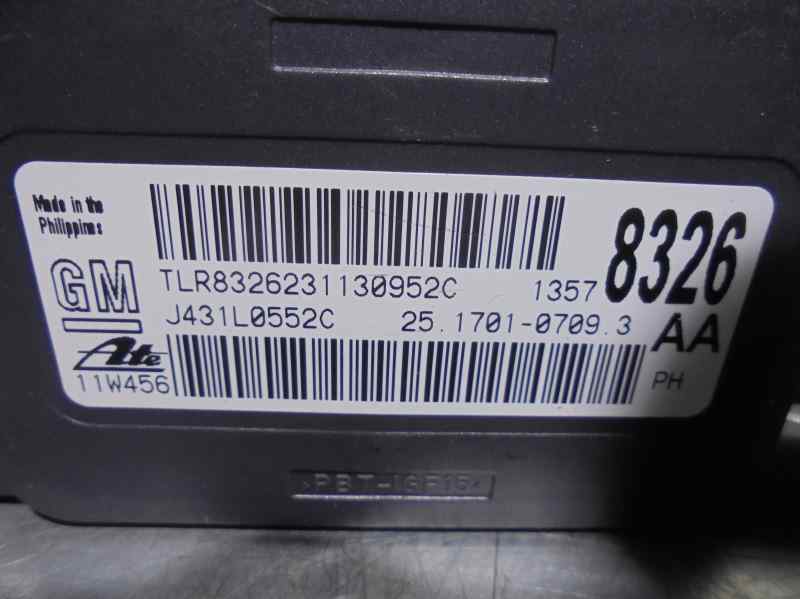 Made in the
Philippines
GM
TLR8326231130952C
1357 8326
J431L0552C
25.1701-0709.3
AA
Ate
11W456
PH
>PBT-IGF15<